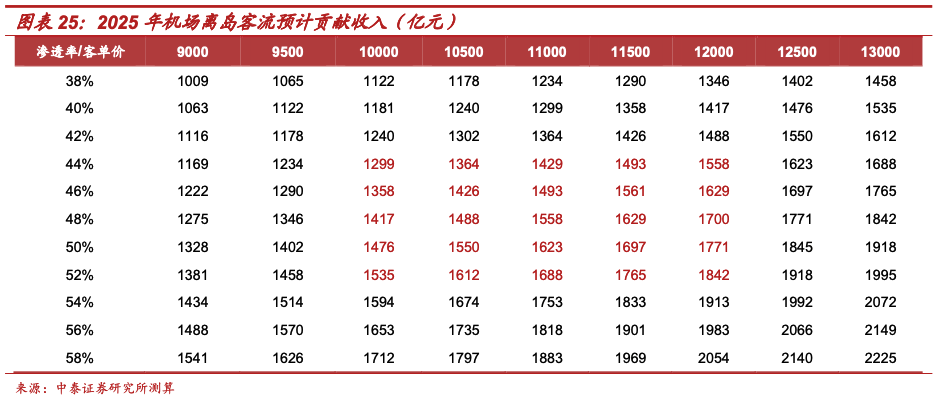 图表 25：2025 年机场离岛客流预计贡献收入（亿元）
渗透率/客单价 9000 9500 10000 10500 11000 11500 12000 12500 13000
38% 1009 1065 1122 1178 1234 1290 1346 1402 1458
40% 1063 1122 1181 1240 1299 1358 1417 1476 1535
42% 1116 1178 1240 1302 1364 1426 1488 1550 1612
44% 1169 1234 1299 1364 1429 1493 1558 1623 1688
46% 1222 1290 1358 1426 1493 1561 1629 1697 1765
48% 1275 1346 1417 1488 1558 1629 1700 1771 1842
50% 1328 1402 1476 1550 1623 1697 1771 1845 1918
52% 1381 1458 1535 1612 1688 1765 1842 1918 1995
54% 1434 1514 1594 1674 1753 1833 1913 1992 2072
56% 1488 1570 1653 1735 1818 1901 1983 2066 2149
58% 1541 1626 1712 1797 1883 1969 2054 2140 2225
来源：中泰证券研究所测算